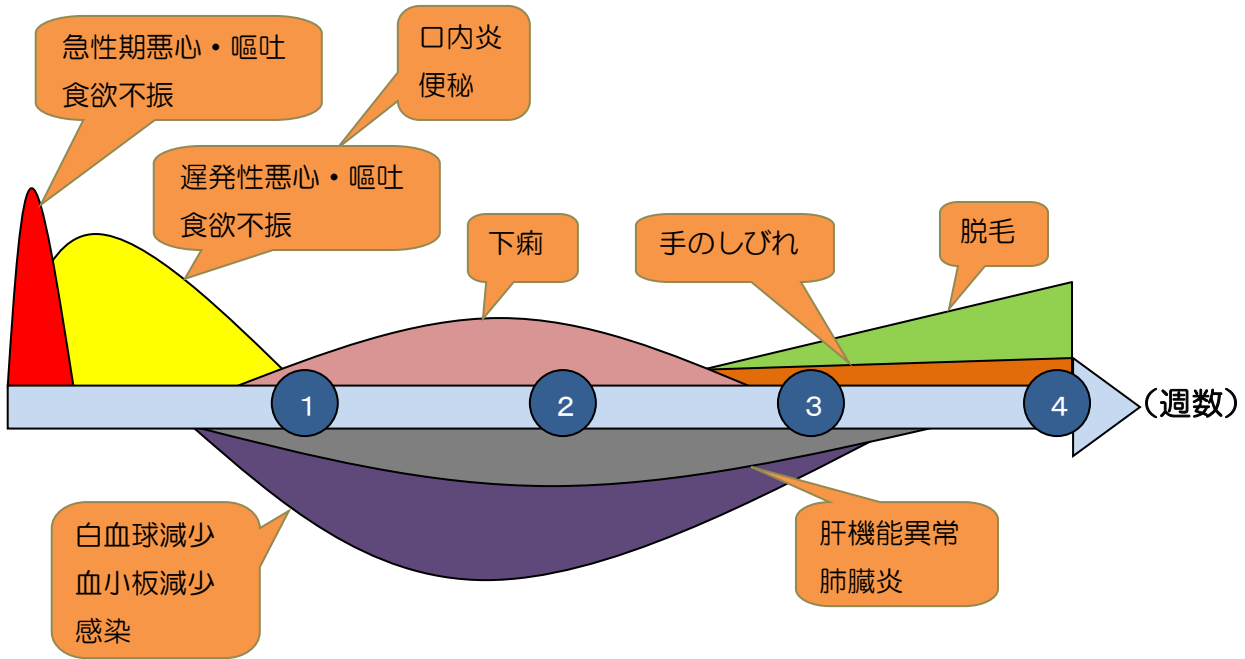 急性期悪心・嘔吐
食欲不振
口内炎
便秘
遅発性悪心・嘔吐
食欲不振
下痢
手のしびれ
脱毛
1
2
3
4
（週数）
白血球減少
血小板減少
感染
肝機能異常
肺臓炎